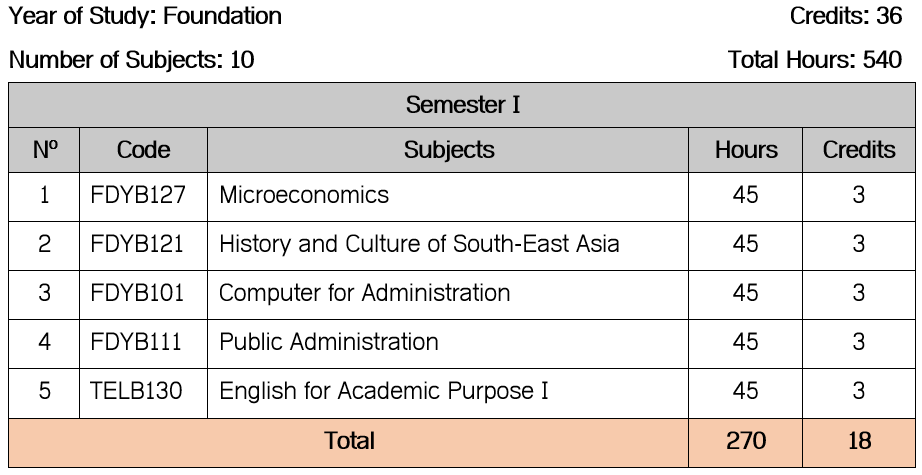 Year of Study: Foundation Credits: 36
Number of Subjects: 10 Total Hours: 540
Semester I
Nº Code Subjects Hours Credits
1 FDYB127 Microeconomics 45 3
2 FDYB121 History and Culture of South-East Asia 45 3
3 FDYB101 Computer for Administration 45 3
4 FDYB111 Public Administration 45 3
5 TELB130 English for Academic Purpose I 45 3
Total 270 18